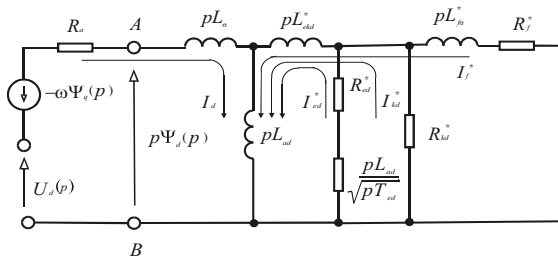 R_a
A
pL_σ
pL*_σkd
pL*_fσ
R*_f
-ωΨ_q(p)
I_d
pΨ_d(p)
pL_ad
I*_ed
R*_ed
I*_kd
I*_f
R*_kd
pL_ad
√pT_ed
U_d(p)
B